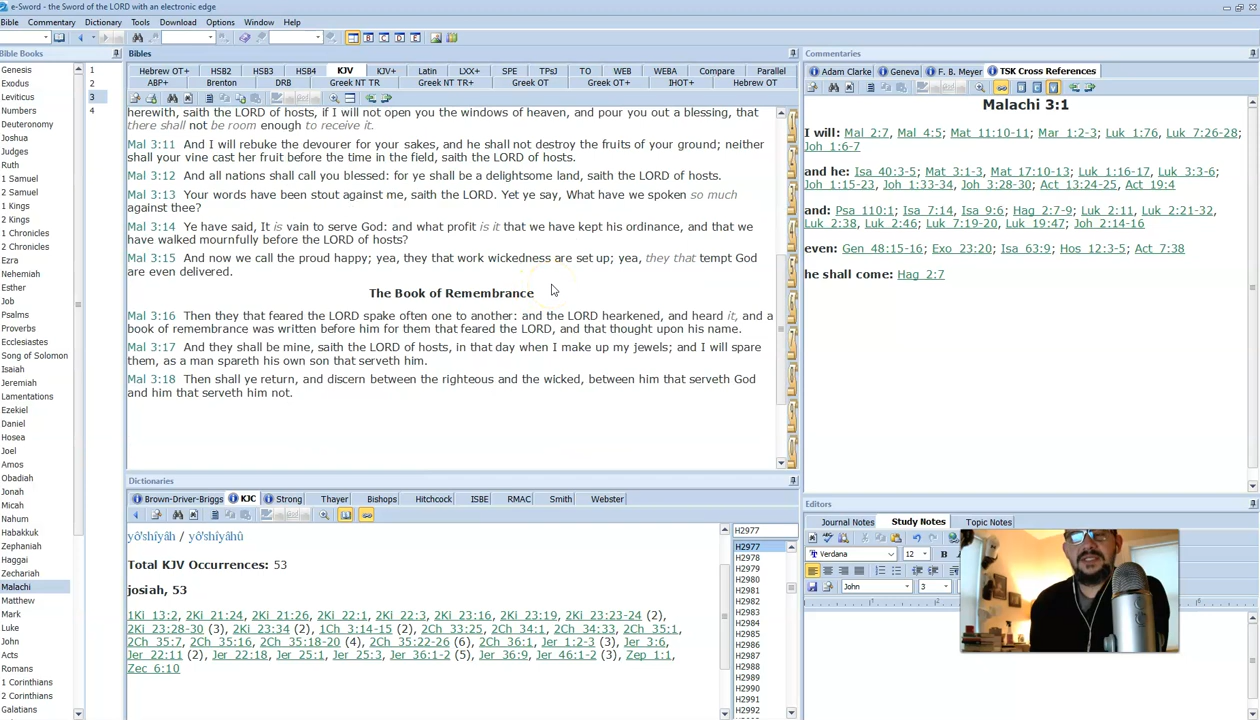 e-Sword - the Sword of the LORD with an electronic edge
Bible Commentary Dictionary Tools Download Options Window Help
B C D E
Bible Books
Genesis
Exodus
Leviticus
Numbers
Deuteronomy
Joshua
Judges
Ruth
1 Samuel
2 Samuel
1 Kings
2 Kings
1 Chronicles
2 Chronicles
Ezra
Nehemiah
Esther
Job
Psalms
Proverbs
Ecclesiastes
Song of Solomon
Isaiah
Jeremiah
Lamentations
Ezekiel
Daniel
Hosea
Joel
Amos
Obadiah
Jonah
Micah
Nahum
Habakkuk
Zephaniah
Haggai
Zechariah
Malachi
Matthew
Mark
Luke
John
Acts
Romans
1 Corinthians
2 Corinthians
Galatians
1
2
3
4
Bibles
Hebrew OT+ HSB2 HSB3 HSB4 KJV KJV+ Latin LXX+ SPE TPsJ TO WEB WEBA Compare Parallel
ABP+ Brenton DRB Greek NT TR Greek NT TR+ Greek OT Greek OT+ IHOT+ Hebrew OT
herewith, saith the LORD of hosts, if I will not open you the windows of heaven, and pour you out a blessing, that
there shall not be room enough to receive it.
Mal 3:11 And I will rebuke the devourer for your sakes, and he shall not destroy the fruits of your ground; neither
shall your vine cast her fruit before the time in the field, saith the LORD of hosts.
Mal 3:12 And all nations shall call you blessed: for ye shall be a delightsome land, saith the LORD of hosts.
Mal 3:13 Your words have been stout against me, saith the LORD. Yet ye say, What have we spoken so much
against thee?
Mal 3:14 Ye have said, It is vain to serve God: and what profit is it that we have kept his ordinance, and that we
have walked mournfully before the LORD of hosts?
Mal 3:15 And now we call the proud happy; yea, they that work wickedness are set up; yea, they that tempt God
are even delivered.
The Book of Remembrance
Mal 3:16 Then they that feared the LORD spake often one to another: and the LORD hearkened, and heard it, and a
book of remembrance was written before him for them that feared the LORD, and that thought upon his name.
Mal 3:17 And they shall be mine, saith the LORD of hosts, in that day when I make up my jewels; and I will spare
them, as a man spareth his own son that serveth him.
Mal 3:18 Then shall ye return, and discern between the righteous and the wicked, between him that serveth God
and him that serveth him not.
Dictionaries
Brown-Driver-Briggs KJC Strong Thayer Bishops Hitchcock ISBE RMAC Smith Webster
yô'shîyâh / yô'shîyâhû
Total KJV Occurrences: 53
josiah, 53
1Ki 13:2, 2Ki 21:24, 2Ki 21:26, 2Ki 22:1, 2Ki 22:3, 2Ki 23:16, 2Ki 23:19, 2Ki 23:23-24 (2),
2Ki 23:28-30 (3), 2Ki 23:34 (2), 1Ch 3:14-15 (2), 2Ch 33:25, 2Ch 34:1, 2Ch 34:33, 2Ch 35:1,
2Ch 35:7, 2Ch 35:16, 2Ch 35:18-20 (4), 2Ch 35:22-26 (6), 2Ch 36:1, Jer 1:2-3 (3), Jer 3:6,
Jer 22:11 (2), Jer 22:18, Jer 25:1, Jer 25:3, Jer 36:1-2 (5), Jer 36:9, Jer 46:1-2 (3), Zep 1:1,
Zec 6:10
H2977
H2977
H2978
H2979
H2980
H2981
H2982
H2983
H2984
H2985
H2986
H2987
H2988
H2989
H2990
H2991
H2992
Commentaries
Adam Clarke Geneva F. B. Meyer TSK Cross References
Malachi 3:1
I will: Mal 2:7, Mal 4:5; Mat 11:10-11; Mar 1:2-3; Luk 1:76, Luk 7:26-28;
Joh 1:6-7
and he: Isa 40:3-5; Mat 3:1-3, Mat 17:10-13; Luk 1:16-17, Luk 3:3-6;
Joh 1:15-23, Joh 1:33-34, Joh 3:28-30; Act 13:24-25, Act 19:4
and: Psa 110:1; Isa 7:14, Isa 9:6; Hag 2:7-9; Luk 2:11, Luk 2:21-32,
Luk 2:38, Luk 2:46; Luk 7:19-20, Luk 19:47; Joh 2:14-16
even: Gen 48:15-16; Exo 23:20; Isa 63:9; Hos 12:3-5; Act 7:38
he shall come: Hag 2:7
Editors
Journal Notes Study Notes Topic Notes
Verdana 12 B
John 3